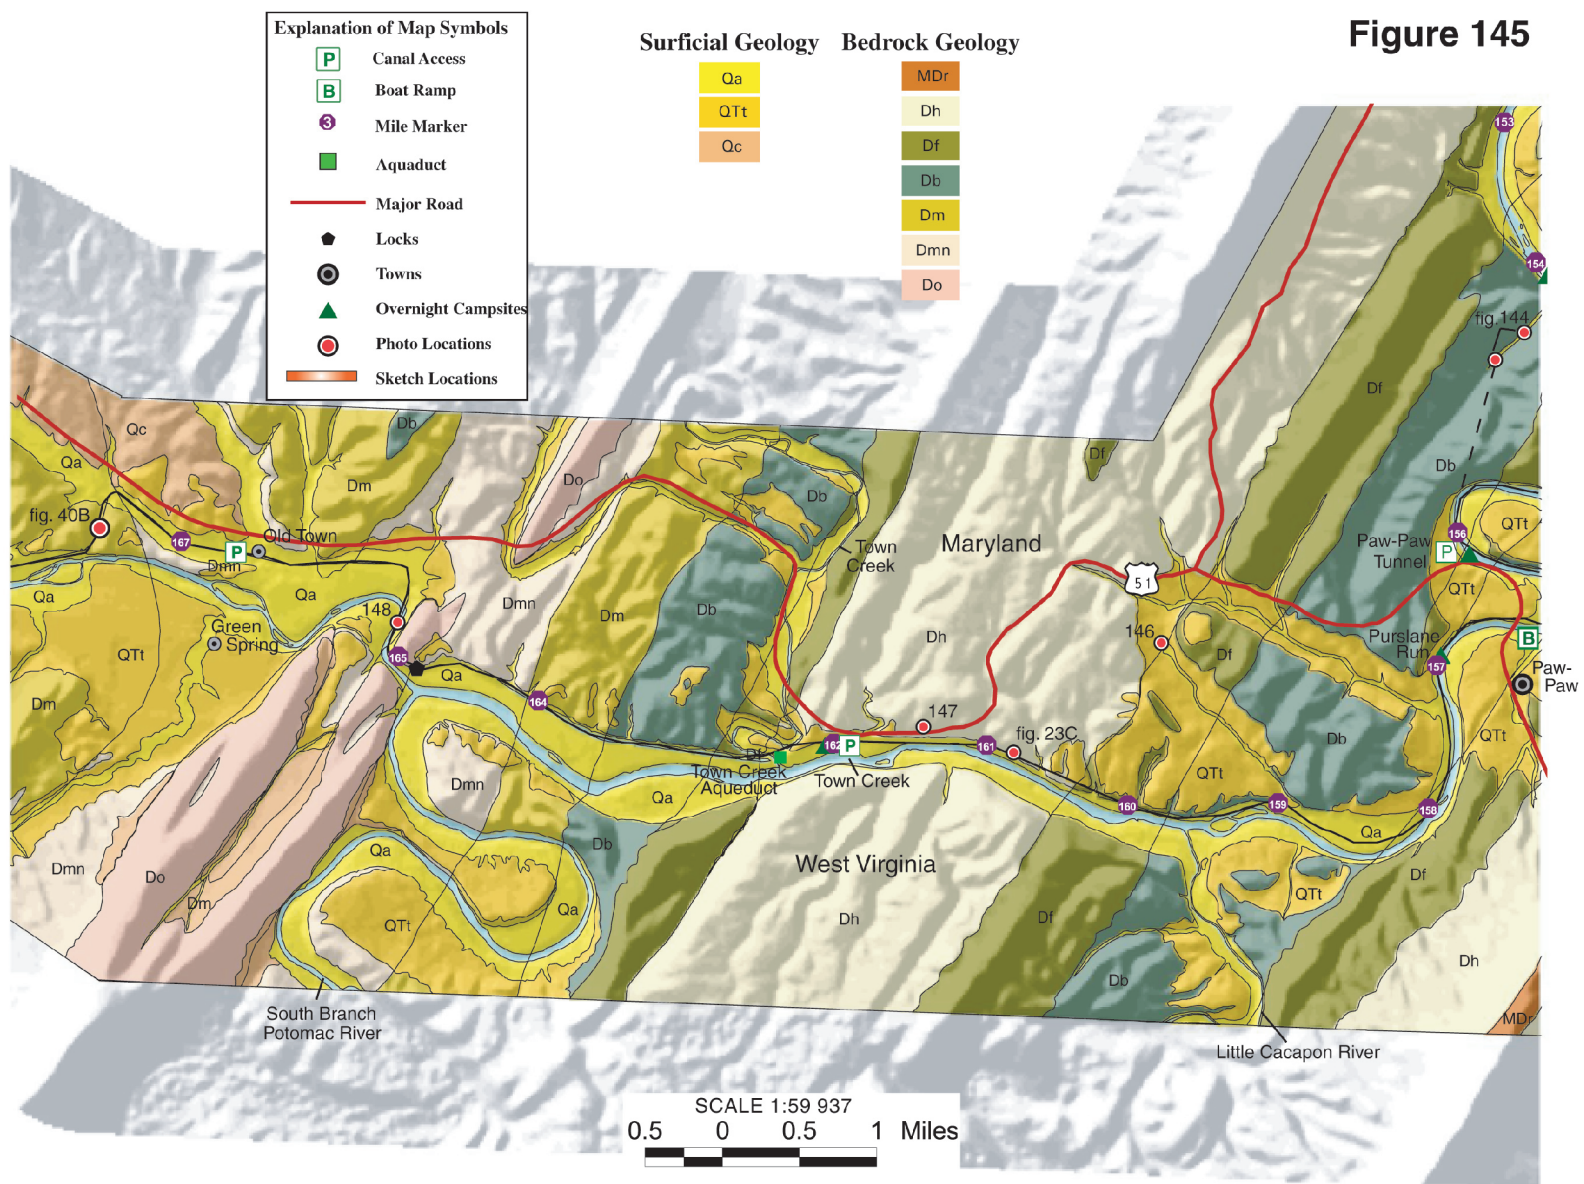 Figure 145
Explanation of Map Symbols
P Canal Access
B Boat Ramp
3 Mile Marker
Aquaduct
Major Road
Locks
Towns
Overnight Campsites
Photo Locations
Sketch Locations
Surficial Geology
Qa
QTt
Qc
Bedrock Geology
MDr
Dh
Df
Db
Dm
Dmn
Do
153
154
fig. 144
Df
Db
Qc
Db
Qa
Dm
Do
Df
Db
fig. 40B
167
P
Old Town
Dmn
Town
Creek
Maryland
51
156
QTt
Paw-Paw
Tunnel
P
QTt
Qa
Qa
148
Dmn
Dm
Db
Dh
146
Df
Purslane
Run
157
B
Paw-
Paw
Green
Spring
QTt
165
Qa
164
Dm
147
fig. 23C
161
162
P
Df
Town Creek
Aqueduct
Town Creek
Db
QTt
QTt
Dmn
Qa
160
159
158
Qa
Db
Qa
West Virginia
Df
Dmn
Do
Dm
QTt
Qa
Dh
Df
QTt
Db
Dh
MDr
South Branch
Potomac River
Little Cacapon River
SCALE 1:59 937
0.5 0 0.5 1 Miles